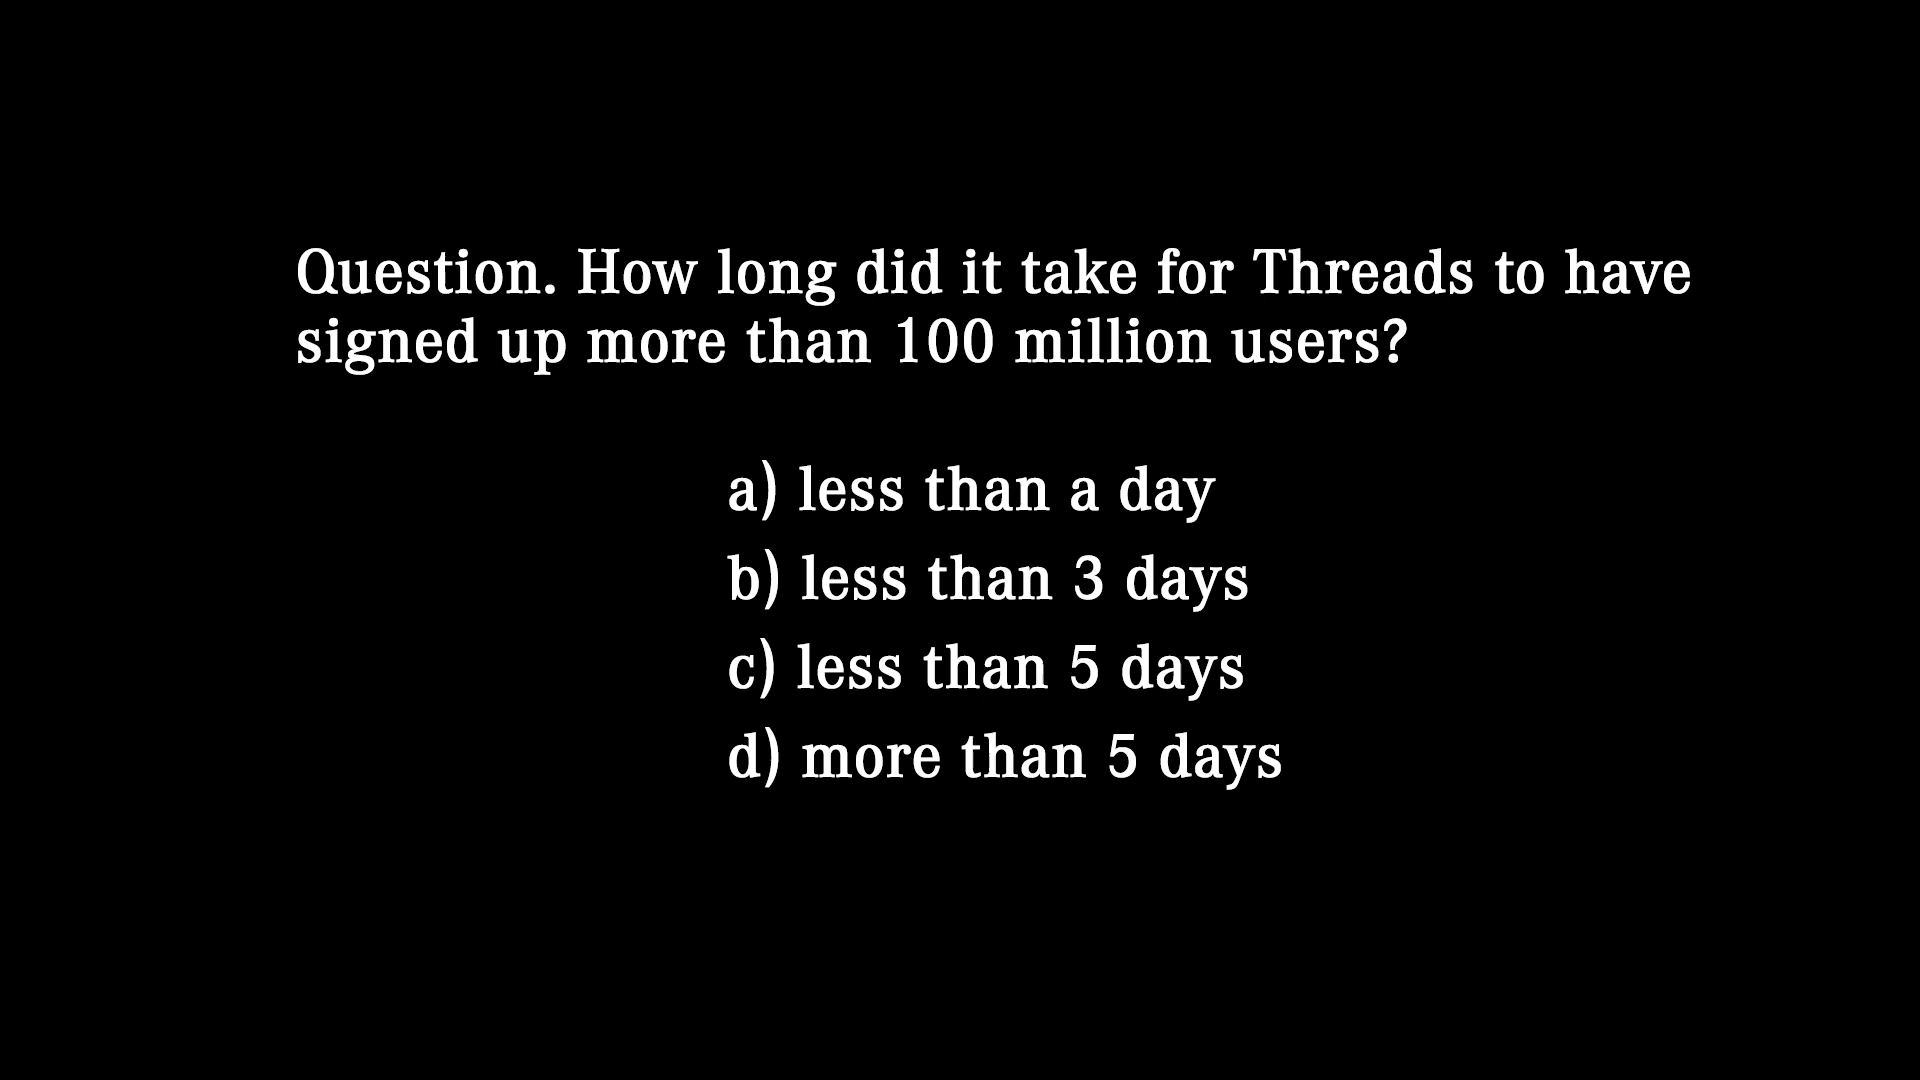 Question. How long did it take for Threads to have
signed up more than 100 million users?
a) less than a day
b) less than 3 days
c) less than 5 days
d) more than 5 days